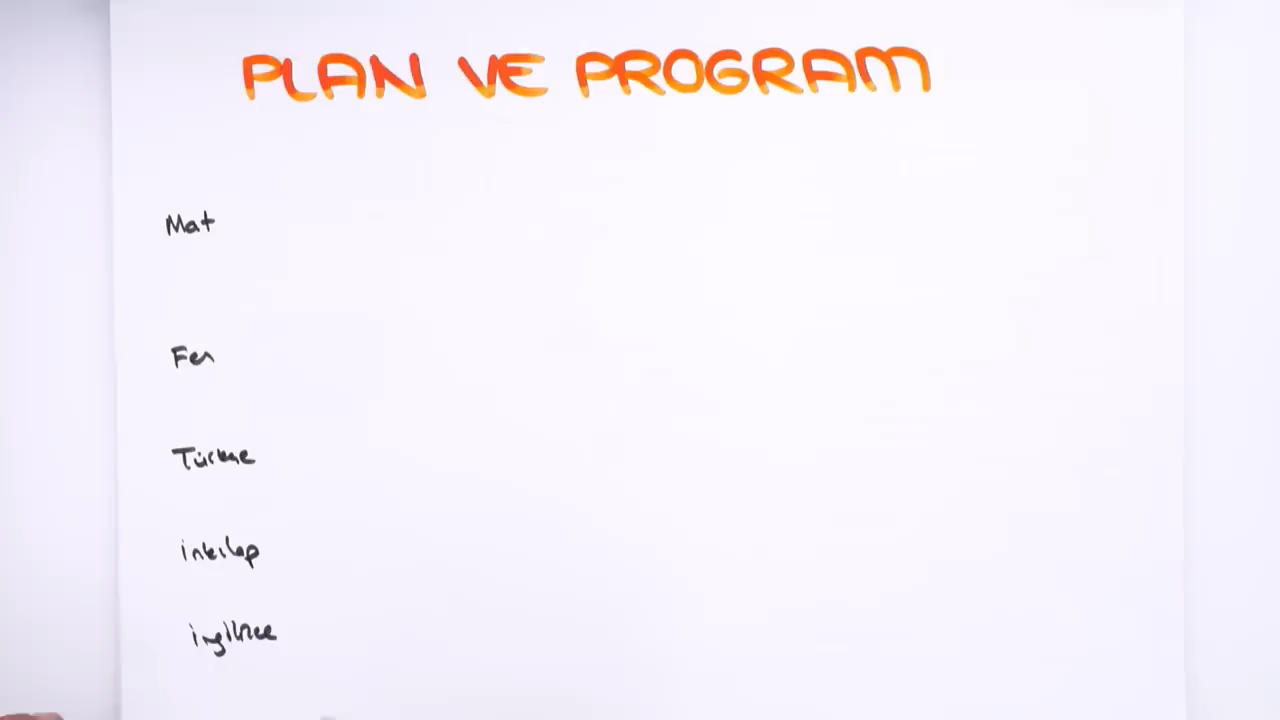 PLAN VE PROGRAM
Mat
Fen
Türkçe
inkılap
ingilizce